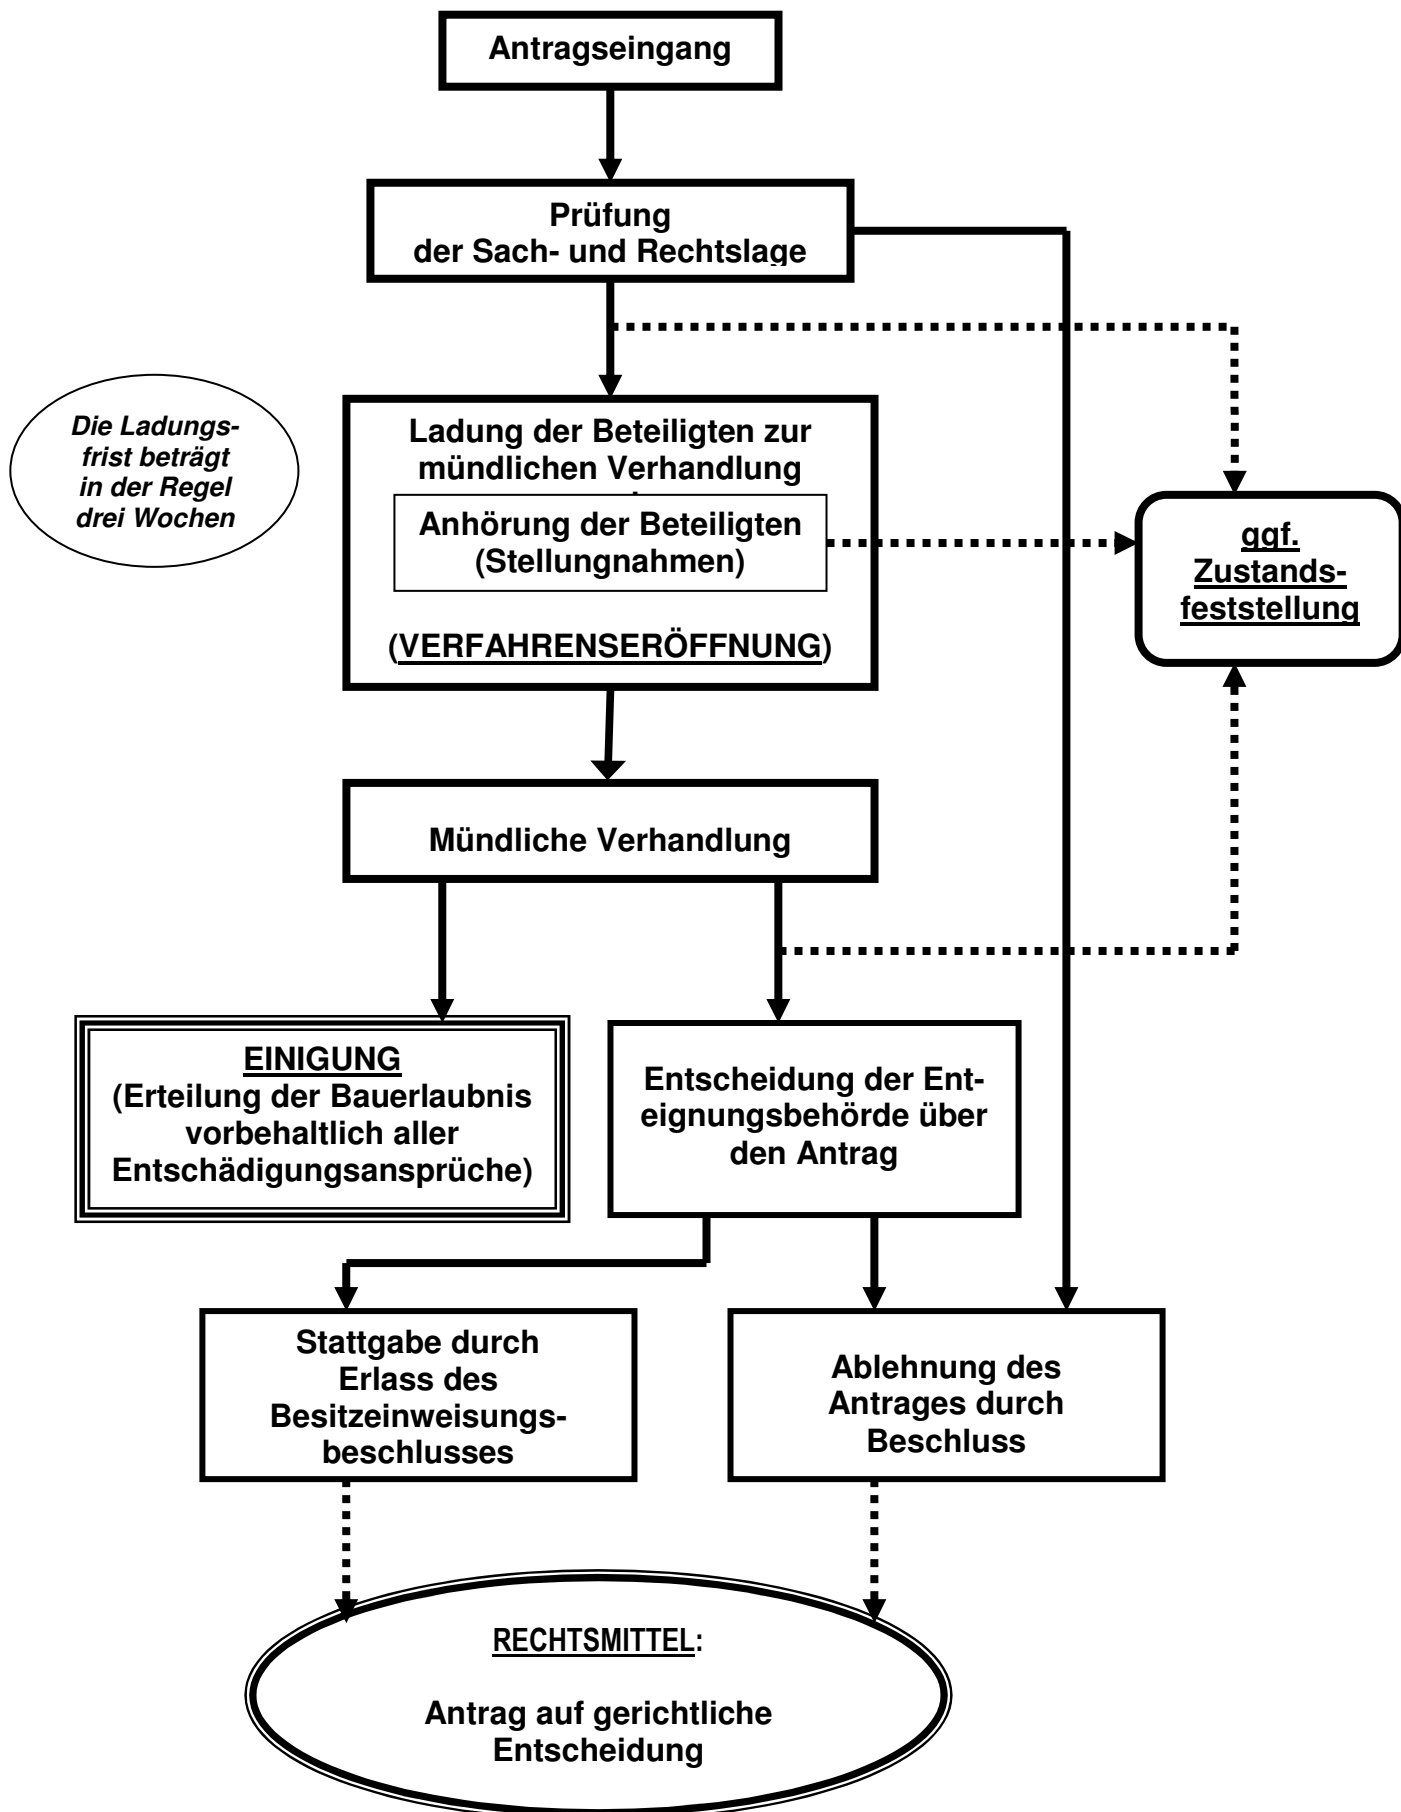 Antragseingang
Prüfung
der Sach- und Rechtslage
Die Ladungs-
frist beträgt
in der Regel
drei Wochen
Ladung der Beteiligten zur
mündlichen Verhandlung
Anhörung der Beteiligten
(Stellungnahmen)
(VERFAHRENSERÖFFNUNG)
ggf.
Zustands-
feststellung
Mündliche Verhandlung
EINIGUNG
(Erteilung der Bauerlaubnis
vorbehaltlich aller
Entschädigungsansprüche)
Entscheidung der Ent-
eignungsbehörde über
den Antrag
Stattgabe durch
Erlass des
Besitzeinweisungs-
beschlusses
Ablehnung des
Antrages durch
Beschluss
RECHTSMITTEL:
Antrag auf gerichtliche
Entscheidung